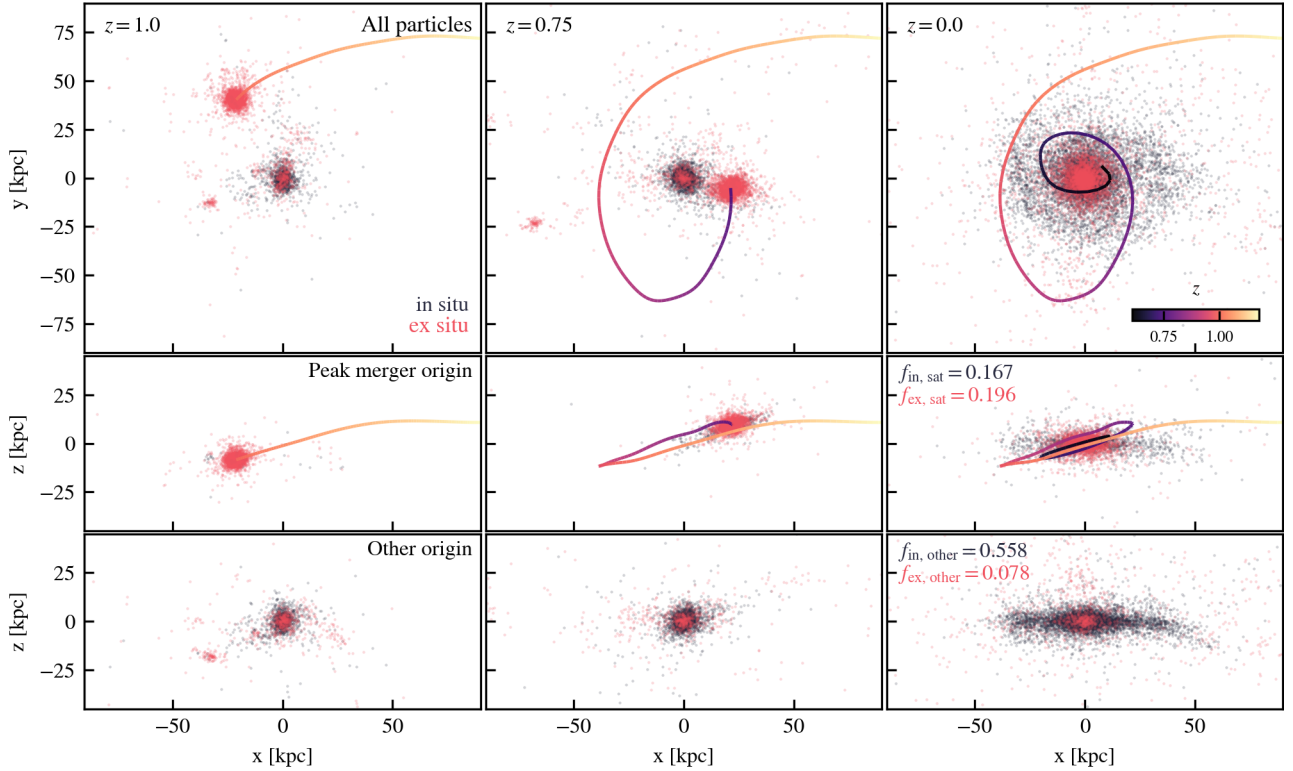 z = 1.0
All particles
z = 0.75
z = 0.0
75
50
25
0
−25
−50
−75
y [kpc]
in situ
ex situ
z
0.75
1.00
Peak merger origin
f_in, sat = 0.167
f_ex, sat = 0.196
25
0
−25
z [kpc]
Other origin
f_in, other = 0.558
f_ex, other = 0.078
25
0
−25
z [kpc]
−50
0
50
−50
0
50
−50
0
50
x [kpc]
x [kpc]
x [kpc]